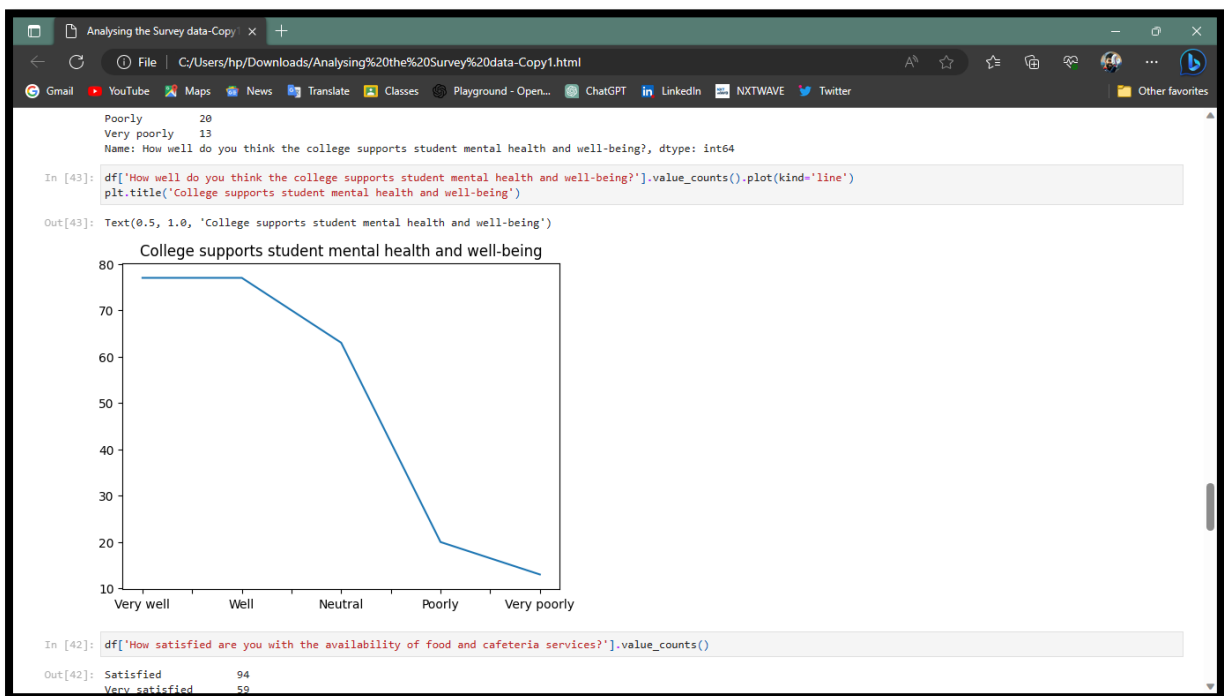 Analysing the Survey data-Copy1
File | C:/Users/hp/Downloads/Analysing%20the%20Survey%20data-Copy1.html
Gmail YouTube Maps News Translate Classes Playground - Open... ChatGPT LinkedIn NXTWAVE Twitter Other favorites
Poorly 20
Very poorly 13
Name: How well do you think the college supports student mental health and well-being?, dtype: int64
In [43]: df['How well do you think the college supports student mental health and well-being?'].value_counts().plot(kind='line')
plt.title('College supports student mental health and well-being')
Out[43]: Text(0.5, 1.0, 'College supports student mental health and well-being')
College supports student mental health and well-being
80
70
60
50
40
30
20
10
Very well Well Neutral Poorly Very poorly
In [42]: df['How satisfied are you with the availability of food and cafeteria services?'].value_counts()
Out[42]: Satisfied 94
Very satisfied 59